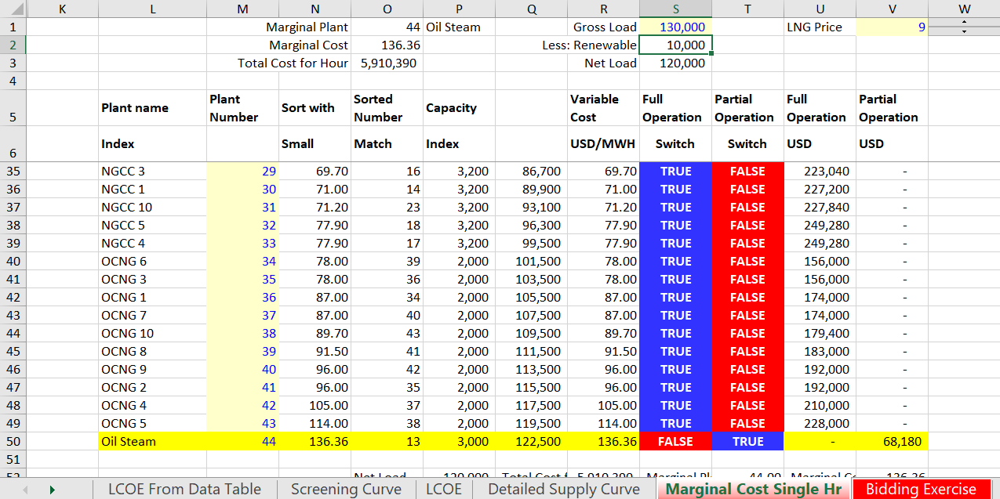 K L M N O P Q R S T U V W
1 Marginal Plant 44 Oil Steam Gross Load 130,000 LNG Price 9
2 Marginal Cost 136.36 Less: Renewable 10,000
3 Total Cost for Hour 5,910,390 Net Load 120,000
4
5 Plant name Plant Number Sort with Sorted Number Capacity Variable Cost Full Operation Partial Operation Full Operation Partial Operation
6 Index Small Match Index USD/MWH Switch Switch USD USD
35 NGCC 3 29 69.70 16 3,200 86,700 69.70 TRUE FALSE 223,040 -
36 NGCC 1 30 71.00 14 3,200 89,900 71.00 TRUE FALSE 227,200 -
37 NGCC 10 31 71.20 23 3,200 93,100 71.20 TRUE FALSE 227,840 -
38 NGCC 5 32 77.90 18 3,200 96,300 77.90 TRUE FALSE 249,280 -
39 NGCC 4 33 77.90 17 3,200 99,500 77.90 TRUE FALSE 249,280 -
40 OCNG 6 34 78.00 39 2,000 101,500 78.00 TRUE FALSE 156,000 -
41 OCNG 3 35 78.00 36 2,000 103,500 78.00 TRUE FALSE 156,000 -
42 OCNG 1 36 87.00 34 2,000 105,500 87.00 TRUE FALSE 174,000 -
43 OCNG 7 37 87.00 40 2,000 107,500 87.00 TRUE FALSE 174,000 -
44 OCNG 10 38 89.70 43 2,000 109,500 89.70 TRUE FALSE 179,400 -
45 OCNG 8 39 91.50 41 2,000 111,500 91.50 TRUE FALSE 183,000 -
46 OCNG 9 40 96.00 42 2,000 113,500 96.00 TRUE FALSE 192,000 -
47 OCNG 2 41 96.00 35 2,000 115,500 96.00 TRUE FALSE 192,000 -
48 OCNG 4 42 105.00 37 2,000 117,500 105.00 TRUE FALSE 210,000 -
49 OCNG 5 43 114.00 38 2,000 119,500 114.00 TRUE FALSE 228,000 -
50 Oil Steam 44 136.36 13 3,000 122,500 136.36 FALSE TRUE - 68,180
51
52 Net Load 120,000 Total Cost f 5,910,390 Marginal Pl 44.00 Marginal C 136.36
LCOE From Data Table Screening Curve LCOE Detailed Supply Curve Marginal Cost Single Hr Bidding Exercise